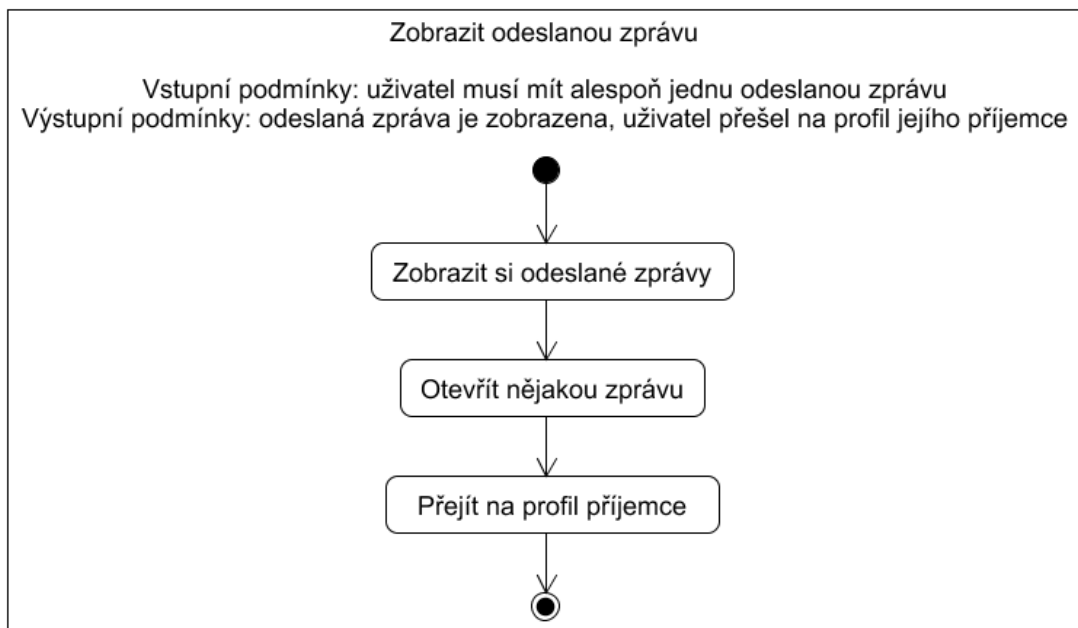 Zobrazit odeslanou zprávu
Vstupní podmínky: uživatel musí mít alespoň jednu odeslanou zprávu
Výstupní podmínky: odeslaná zpráva je zobrazena, uživatel přešel na profil jejího příjemce
Zobrazit si odeslané zprávy
Otevřít nějakou zprávu
Přejít na profil příjemce